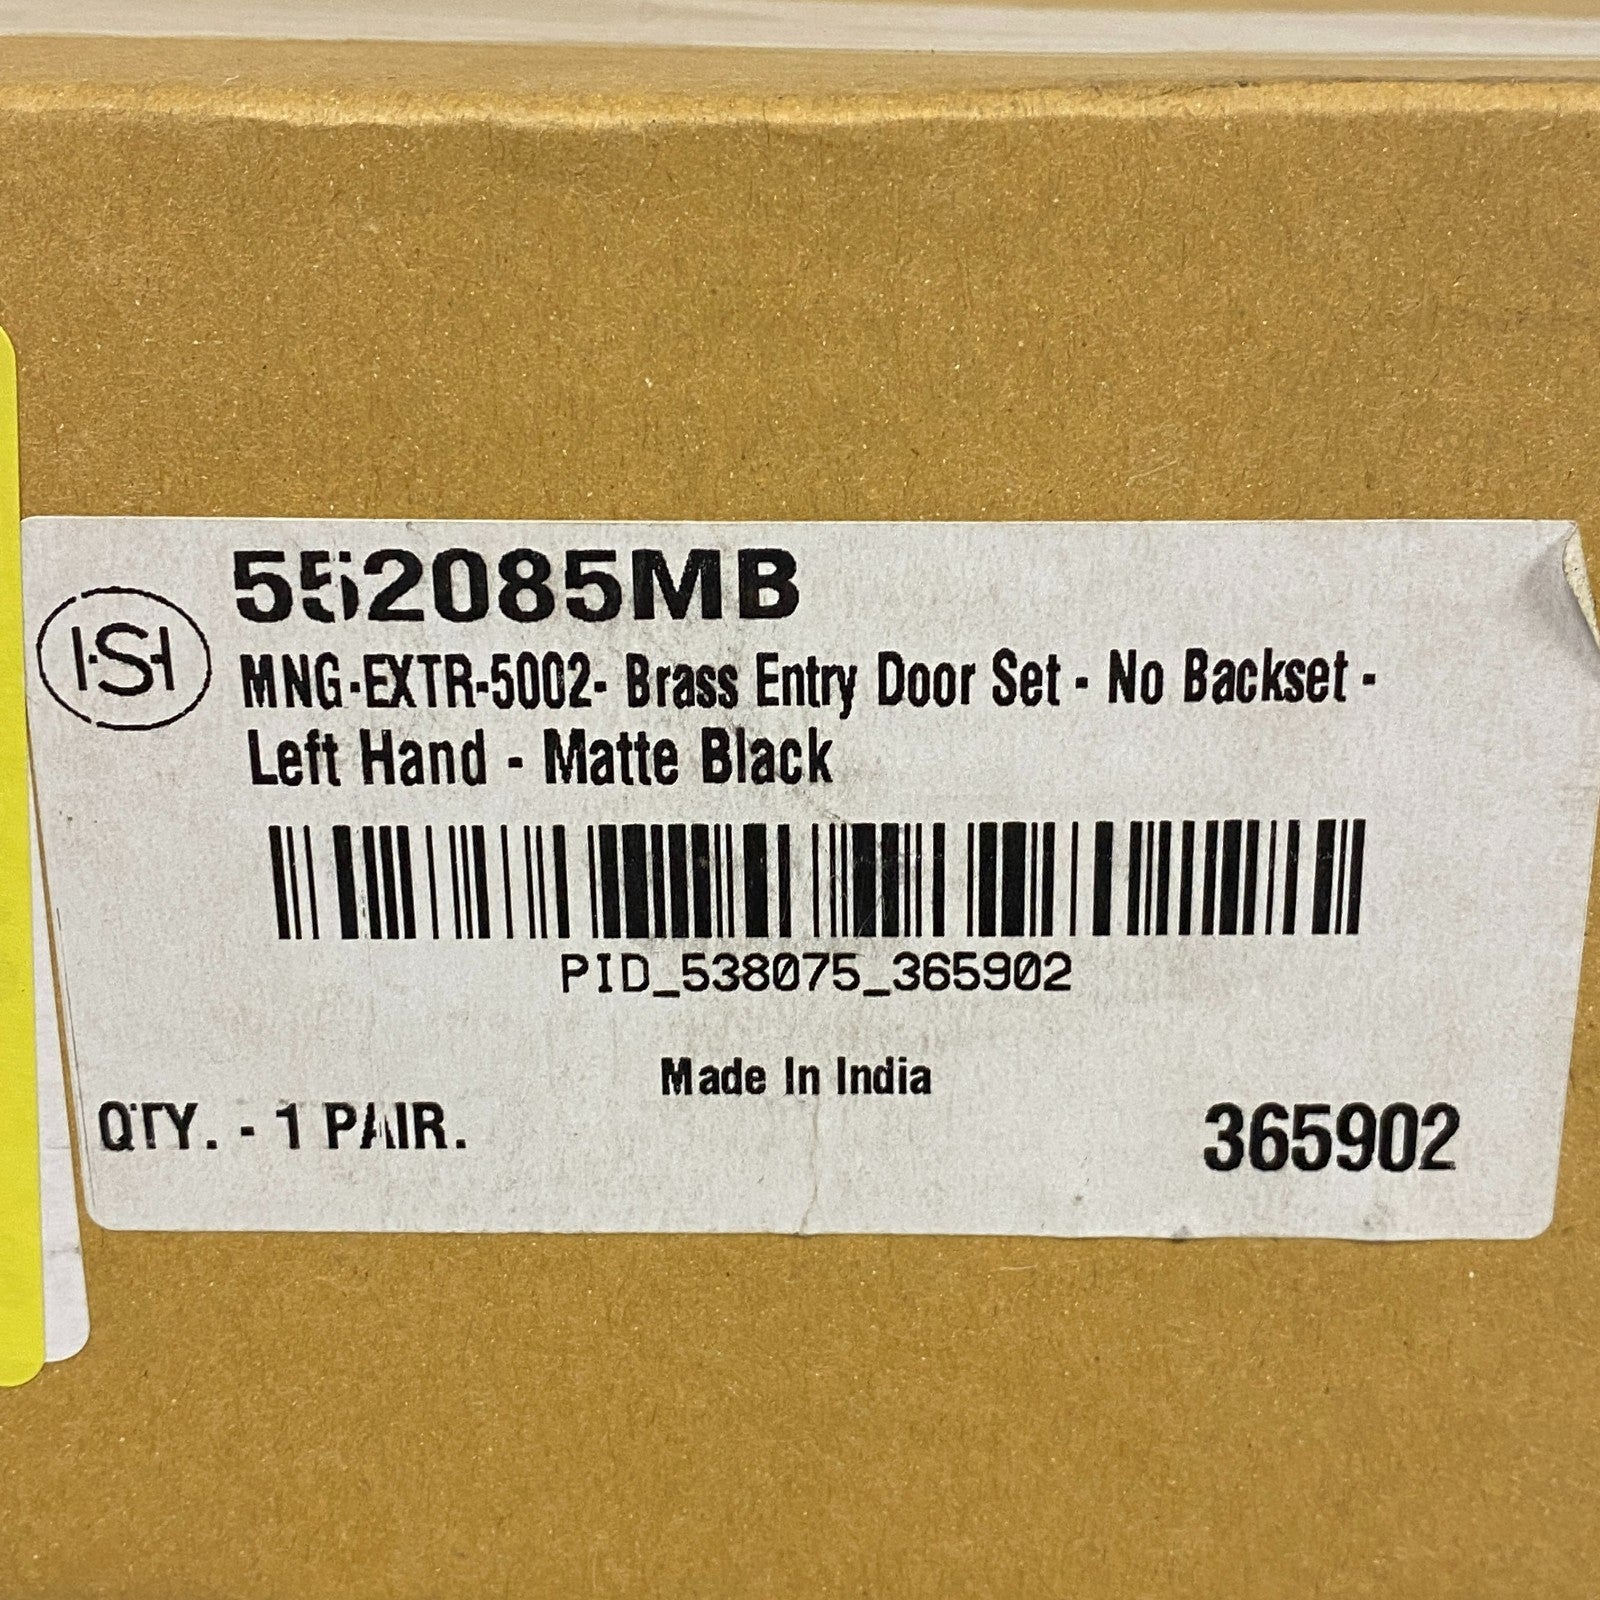 552085MB
HSH
MNG-EXTR-5002- Brass Entry Door Set - No Backset -
Left Hand - Matte Black
PID_538075_365902
Made In India
QTY. - 1 PAIR.
365902